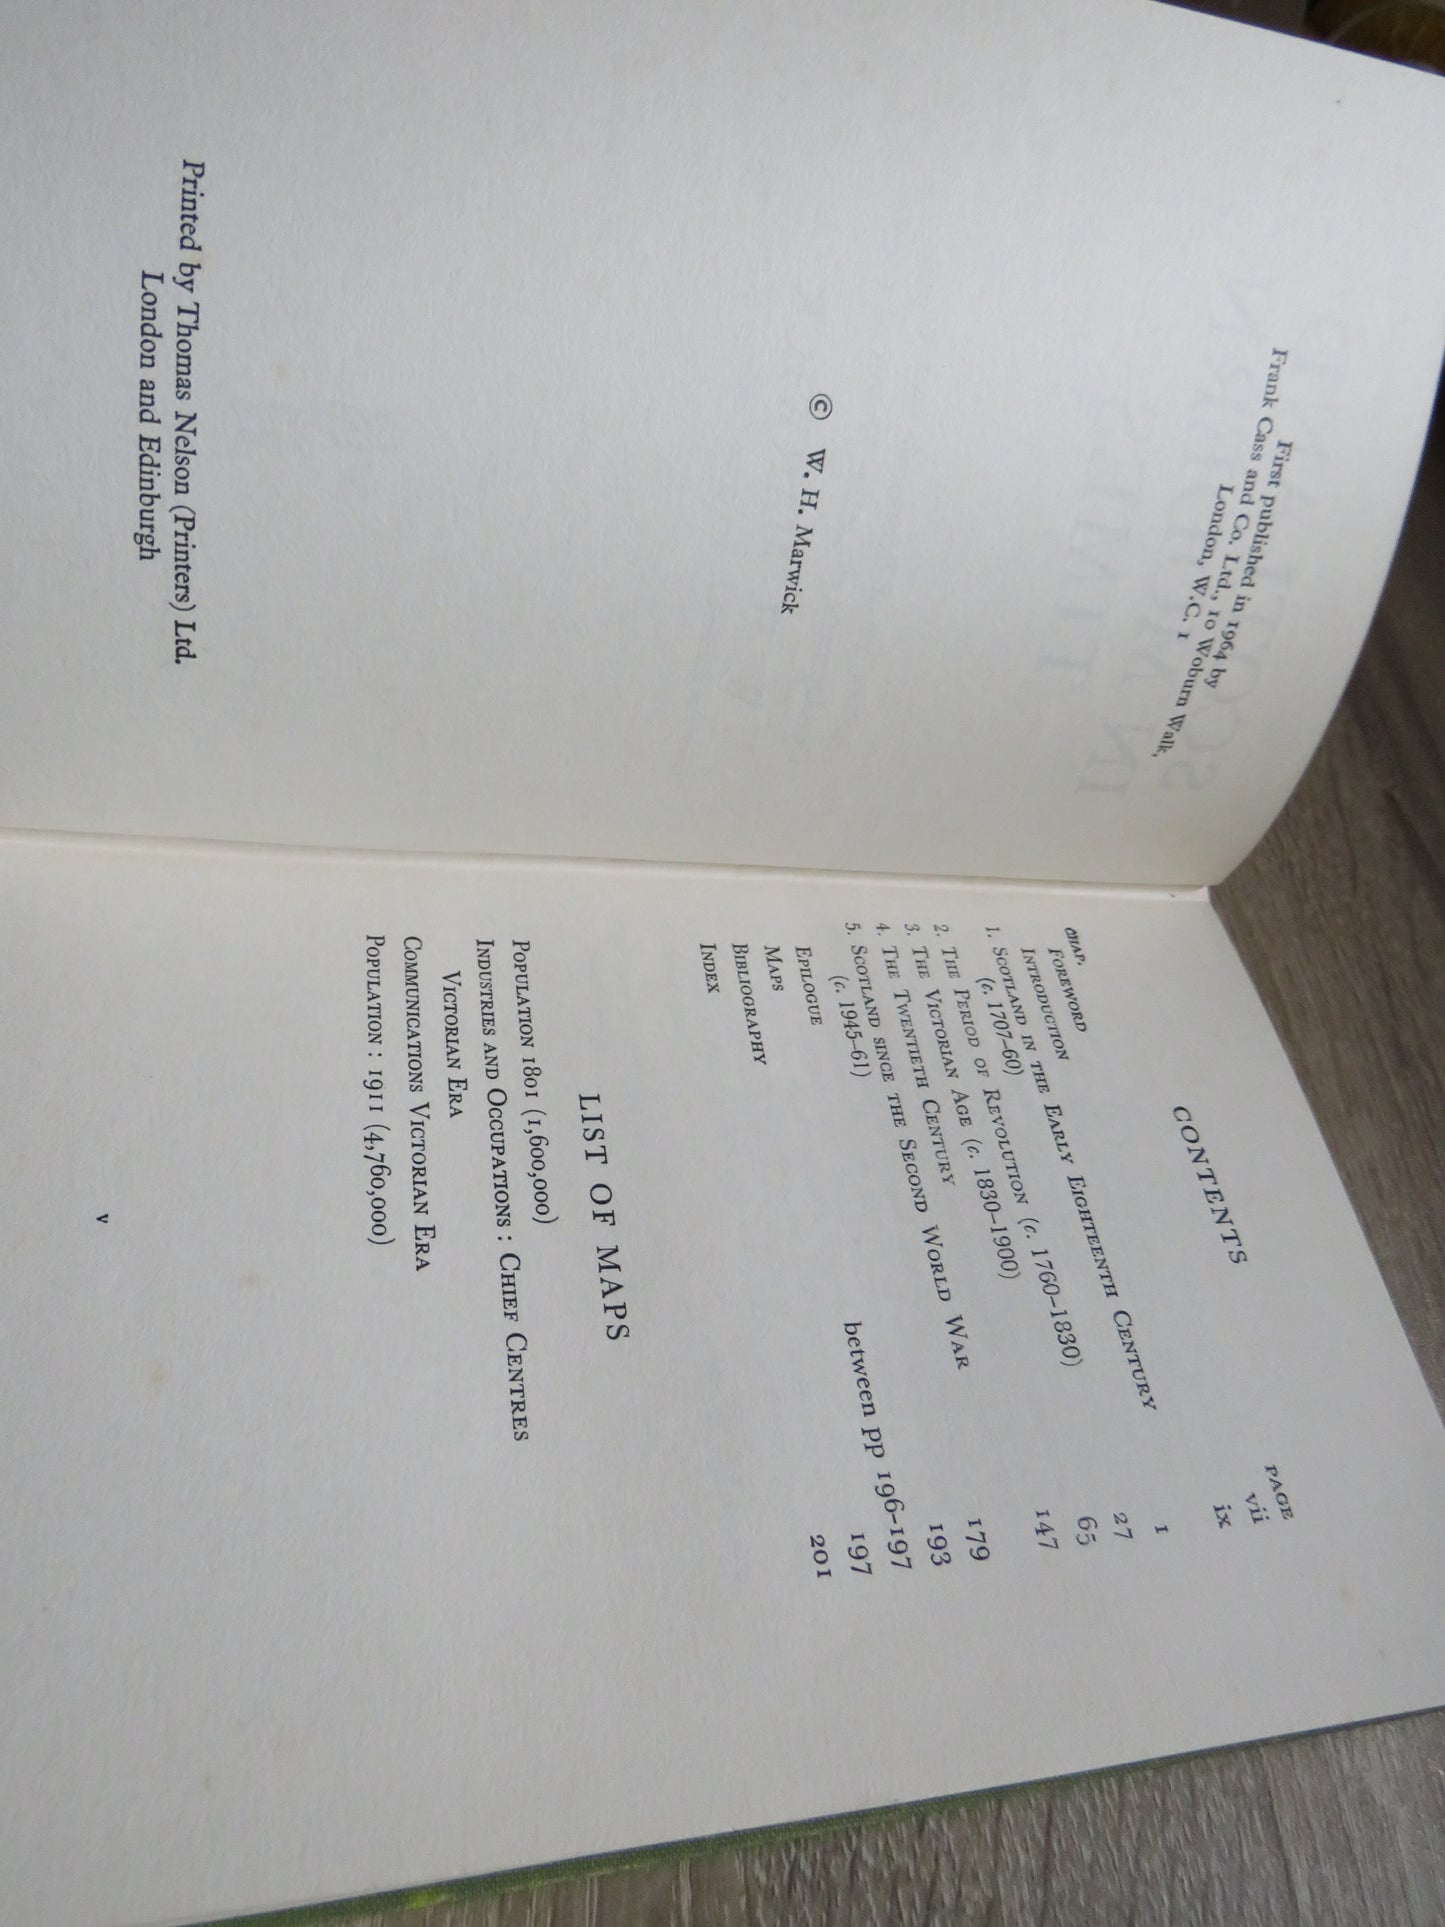 First published in 1964 by
Frank Cass and Co. Ltd., 10 Woburn Walk,
London, W.C. 1
© W. H. Marwick
Printed by Thomas Nelson (Printers) Ltd.
London and Edinburgh
CONTENTS
CHAP. PAGE
FOREWORD vii
INTRODUCTION ix
1. SCOTLAND IN THE EARLY EIGHTEENTH CENTURY
(c. 1707–60) 1
2. THE PERIOD OF REVOLUTION (c. 1760–1830) 27
3. THE VICTORIAN AGE (c. 1830–1900) 65
4. THE TWENTIETH CENTURY 147
5. SCOTLAND SINCE THE SECOND WORLD WAR
(c. 1945–61) 179
EPILOGUE 193
MAPS between pp 196–197
BIBLIOGRAPHY 197
INDEX 201
LIST OF MAPS
POPULATION 1801 (1,600,000)
INDUSTRIES AND OCCUPATIONS : CHIEF CENTRES
VICTORIAN ERA
COMMUNICATIONS VICTORIAN ERA
POPULATION : 1911 (4,760,000)
v